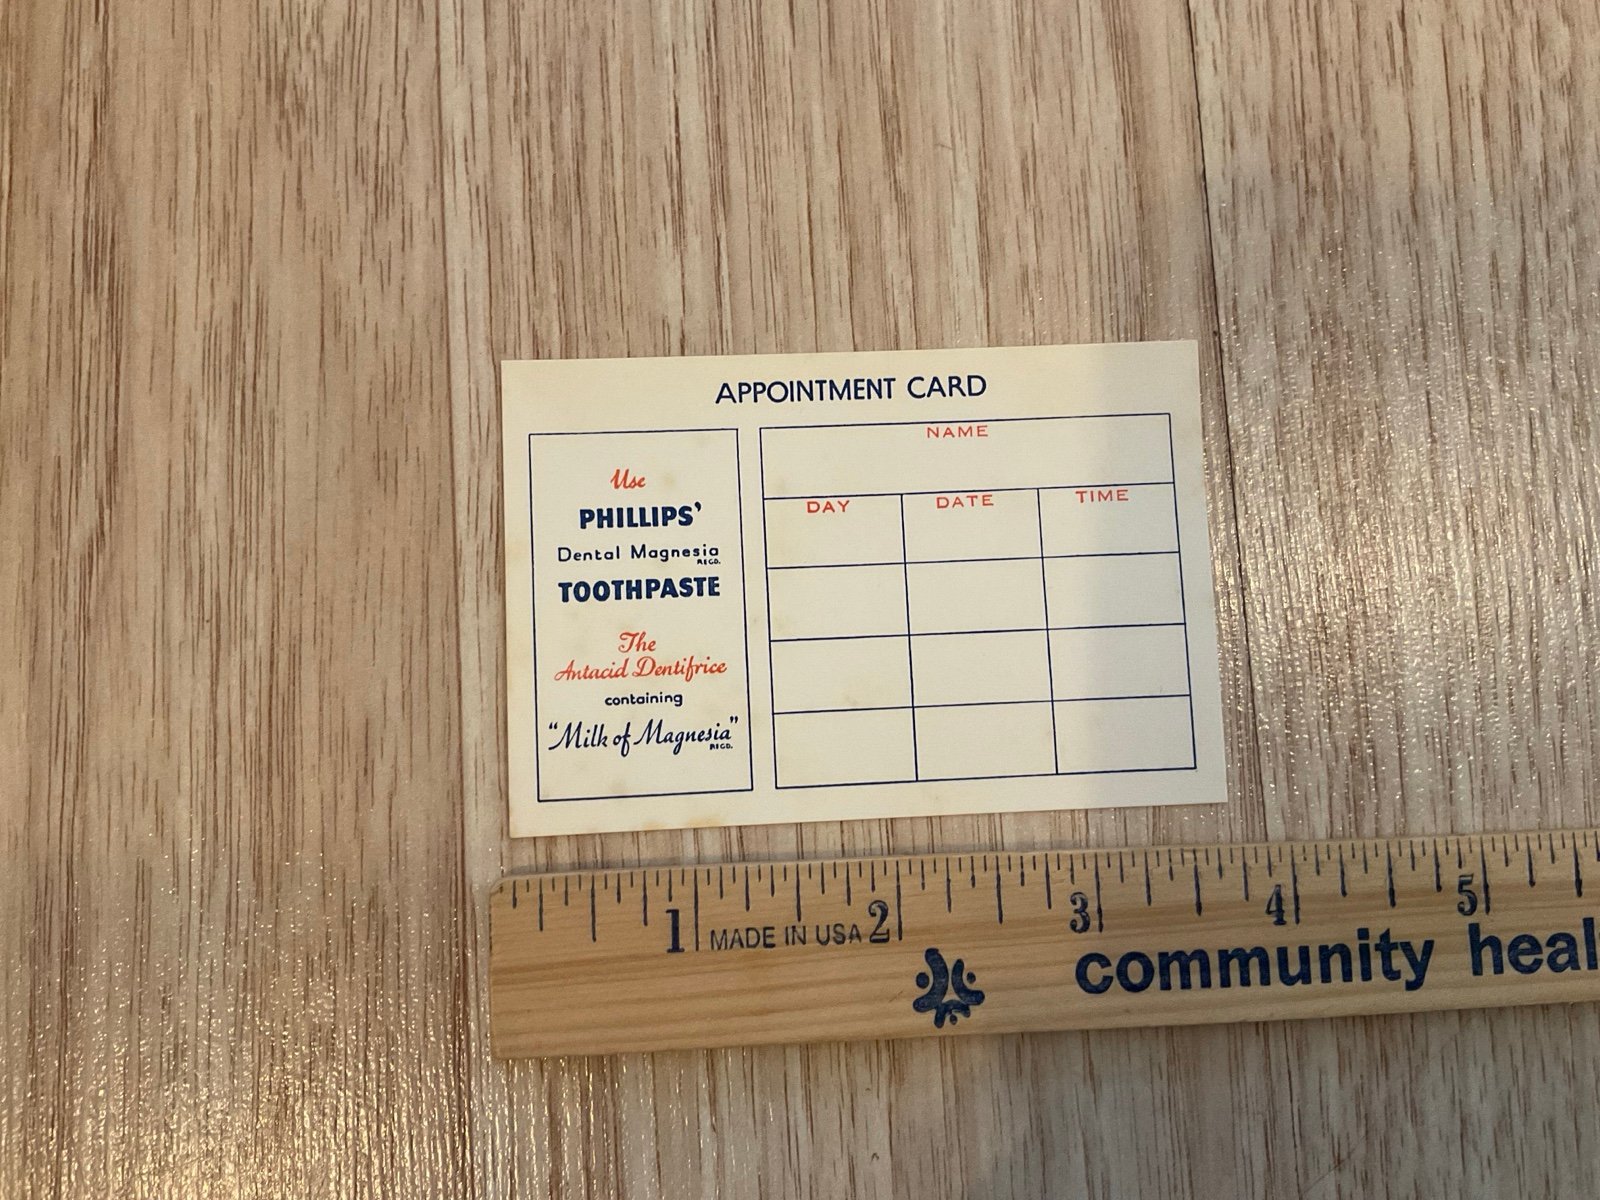 APPOINTMENT CARD
Use
PHILLIPS'
Dental Magnesia
REGD.
TOOTHPASTE
The
Antacid Dentifrice
containing
"Milk of Magnesia"
REGD.
NAME
DAY DATE TIME
1 MADE IN USA 2 3 4 5
community heal